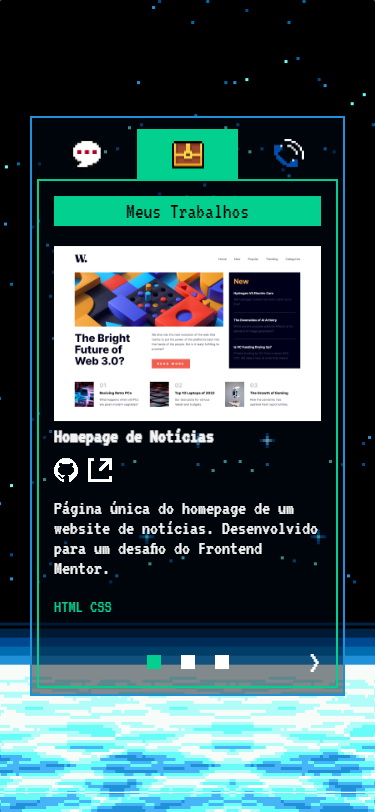 Meus Trabalhos
W.
Home New Popular Trending Categories
New
Hydrogen VS Electric Cars
The Bright
Future of
Web 3.0?
The Downsides of AI Artistry
Is VC Funding Drying Up?
READ MORE
01
Reviving Retro PCs
02
Top 10 Laptops of 2022
03
The Growth of Gaming
Homepage de Notícias
Página única do homepage de um
website de notícias. Desenvolvido
para um desafio do Frontend
Mentor.
HTML CSS